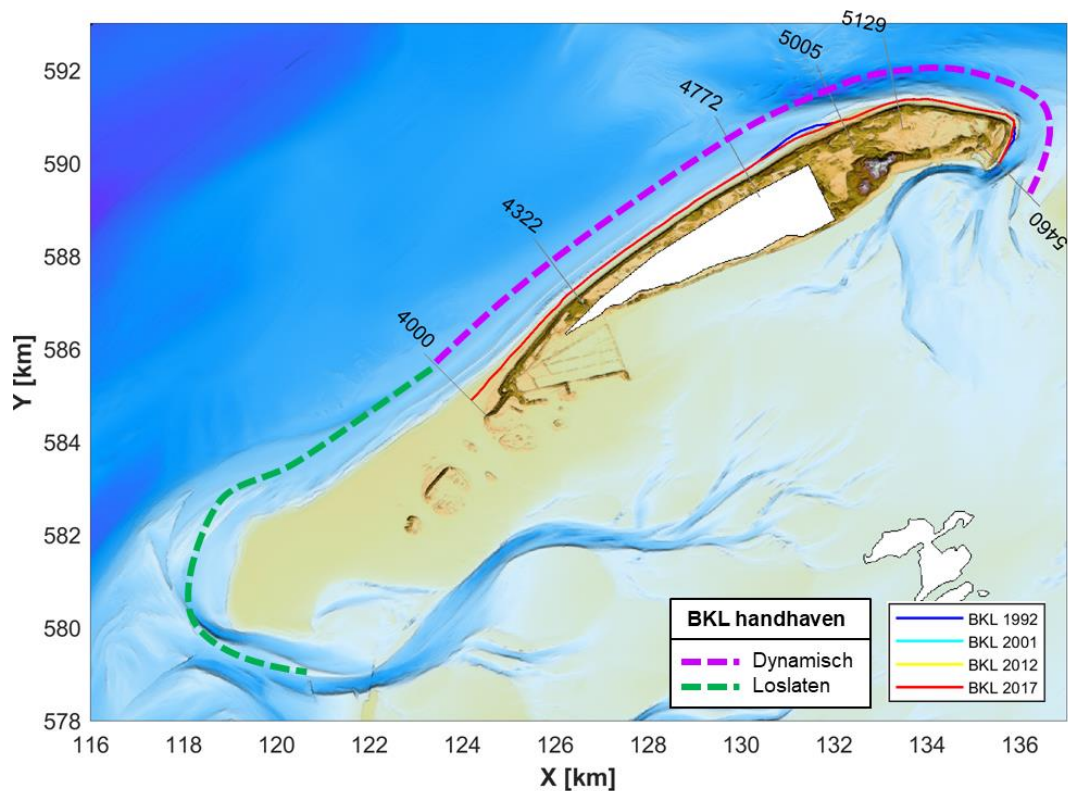 5129
5005
4772
4322
4000
5460
Y [km]
592
590
588
586
584
582
580
578
116 118 120 122 124 126 128 130 132 134 136
X [km]
BKL handhaven
Dynamisch
Loslaten
BKL 1992
BKL 2001
BKL 2012
BKL 2017